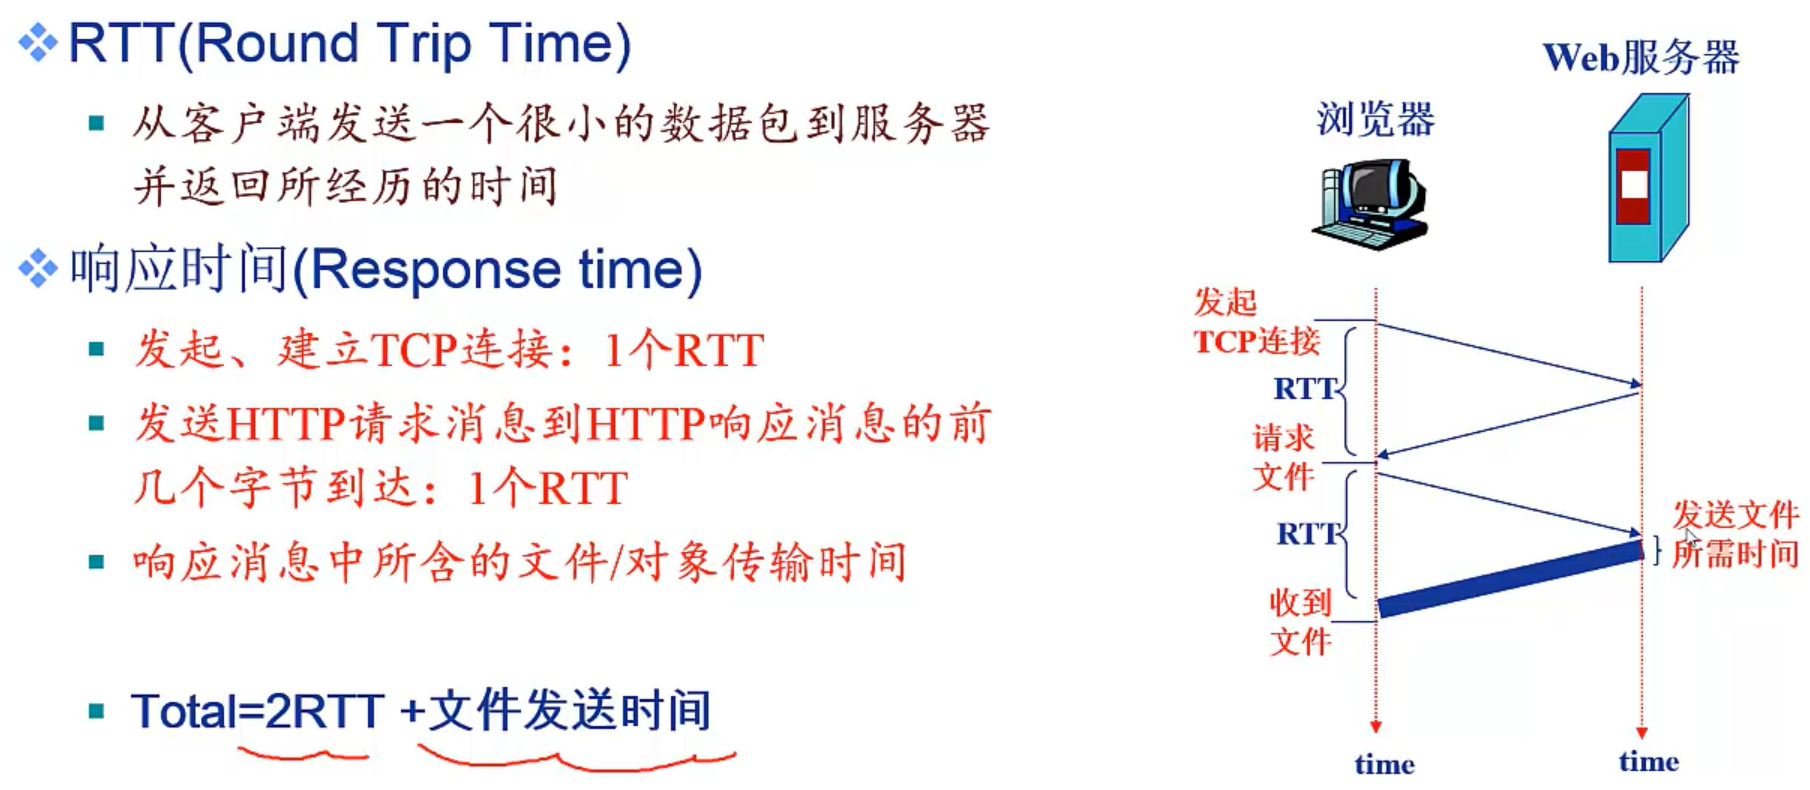 RTT(Round Trip Time)
从客户端发送一个很小的数据包到服务器
并返回所经历的时间
响应时间(Response time)
发起、建立TCP连接：1个RTT
发送HTTP请求消息到HTTP响应消息的前
几个字节到达：1个RTT
响应消息中所含的文件/对象传输时间
Total=2RTT +文件发送时间
Web服务器
浏览器
发起
TCP连接
RTT
请求
文件
RTT
发送文件
所需时间
收到
文件
time
time